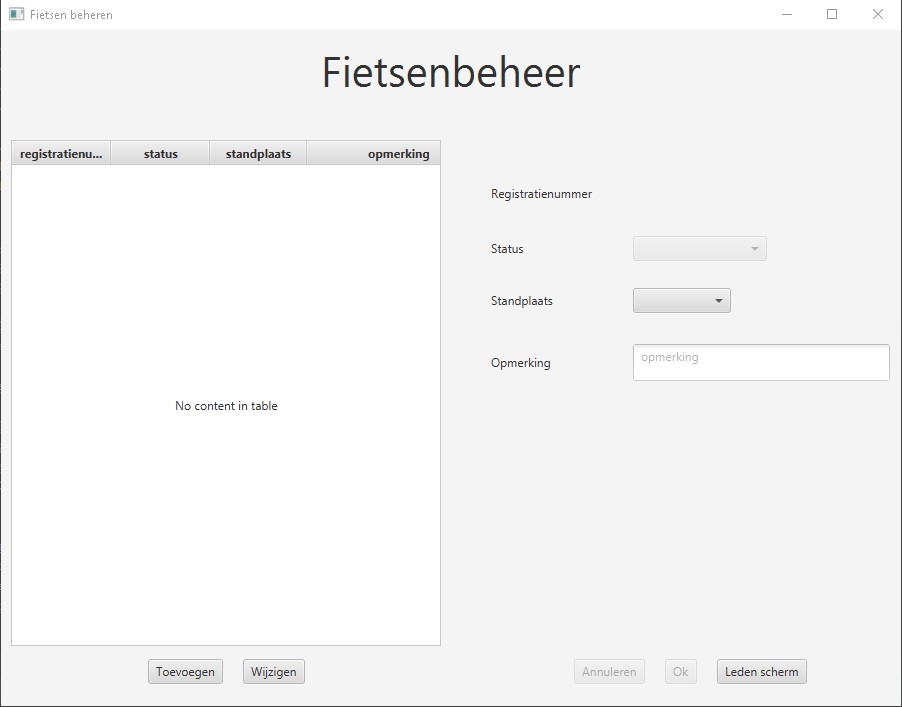 Fietsen beheren
Fietsenbeheer
registratienu... status standplaats opmerking
No content in table
Registratienummer
Status
Standplaats
Opmerking opmerking
Toevoegen Wijzigen Annuleren Ok Leden scherm